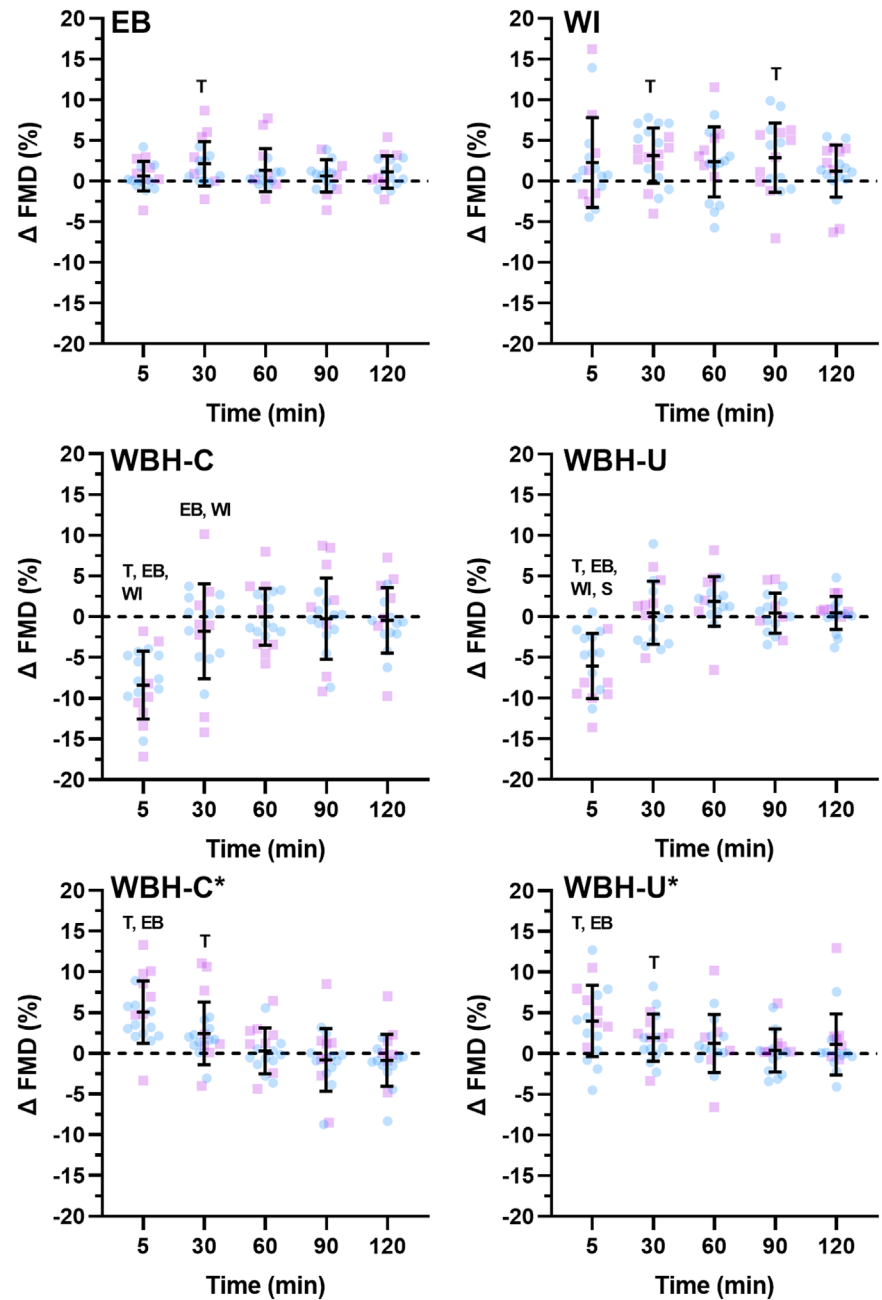 EB
T
Δ FMD (%)
20
15
10
5
0
-5
-10
-15
-20
5 30 60 90 120
Time (min)
WI
T T
Δ FMD (%)
20
15
10
5
0
-5
-10
-15
-20
5 30 60 90 120
Time (min)
WBH-C
EB, WI
T, EB,
WI
Δ FMD (%)
20
15
10
5
0
-5
-10
-15
-20
5 30 60 90 120
Time (min)
WBH-U
T, EB,
WI, S
Δ FMD (%)
20
15
10
5
0
-5
-10
-15
-20
5 30 60 90 120
Time (min)
WBH-C*
T, EB
T
Δ FMD (%)
20
15
10
5
0
-5
-10
-15
-20
5 30 60 90 120
Time (min)
WBH-U*
T, EB
T
Δ FMD (%)
20
15
10
5
0
-5
-10
-15
-20
5 30 60 90 120
Time (min)